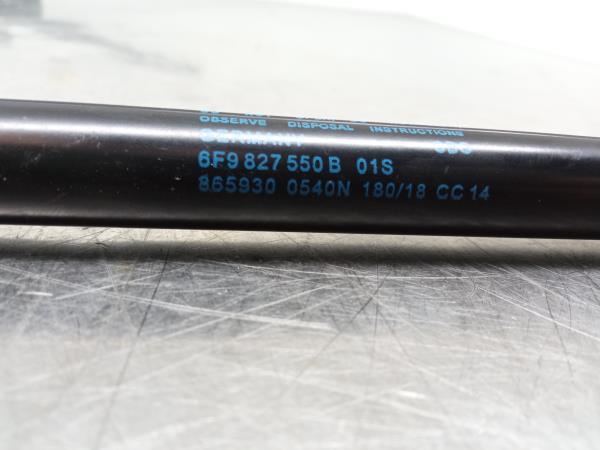 OBSERVE DISPOSAL INSTRUCTIONS
GERMANY
6F9 827 550 B 01S
865930 0540N 180/18 CC 14